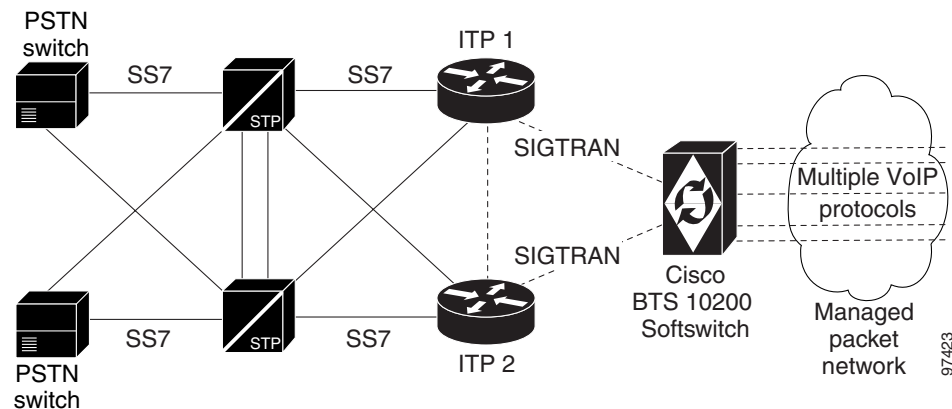 PSTN
switch
SS7
SS7
ITP 1
STP
SIGTRAN
Multiple VoIP
protocols
SIGTRAN
Cisco
BTS 10200
Softswitch
Managed
packet
network
STP
SS7
SS7
ITP 2
PSTN
switch
97423